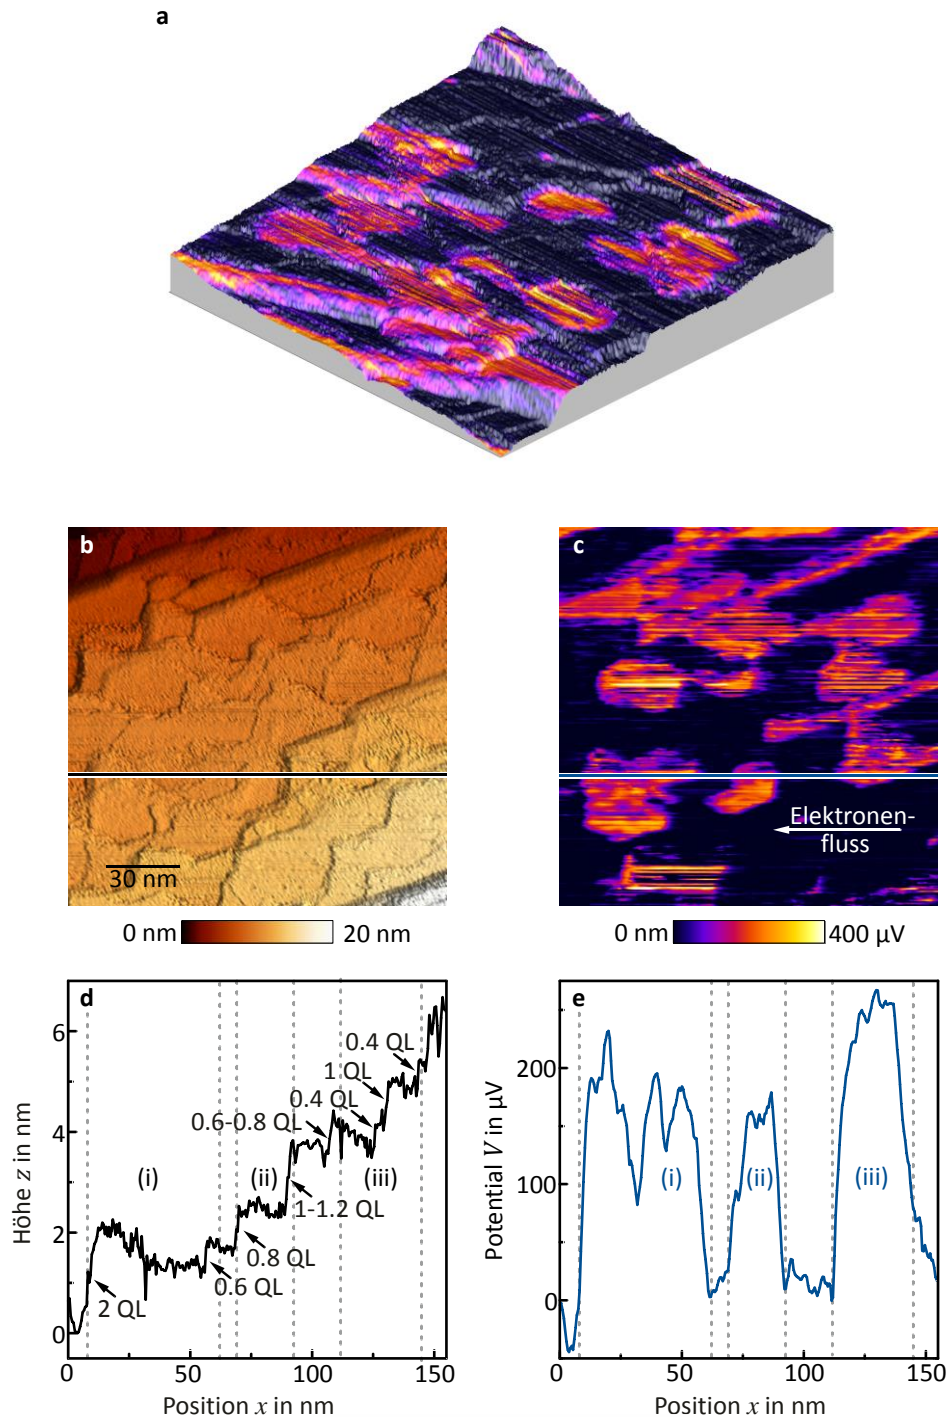 a
b
c
30 nm
Elektronen-
fluss
0 nm
20 nm
0 nm
400 µV
d
6
4
2
0
0
50
100
150
Höhe z in nm
Position x in nm
0.4 QL
1 QL
0.4 QL
0.6-0.8 QL
(i)
(ii)
(iii)
1-1.2 QL
0.8 QL
0.6 QL
2 QL
e
200
100
0
0
50
100
150
Potential V in µV
Position x in nm
(i)
(ii)
(iii)